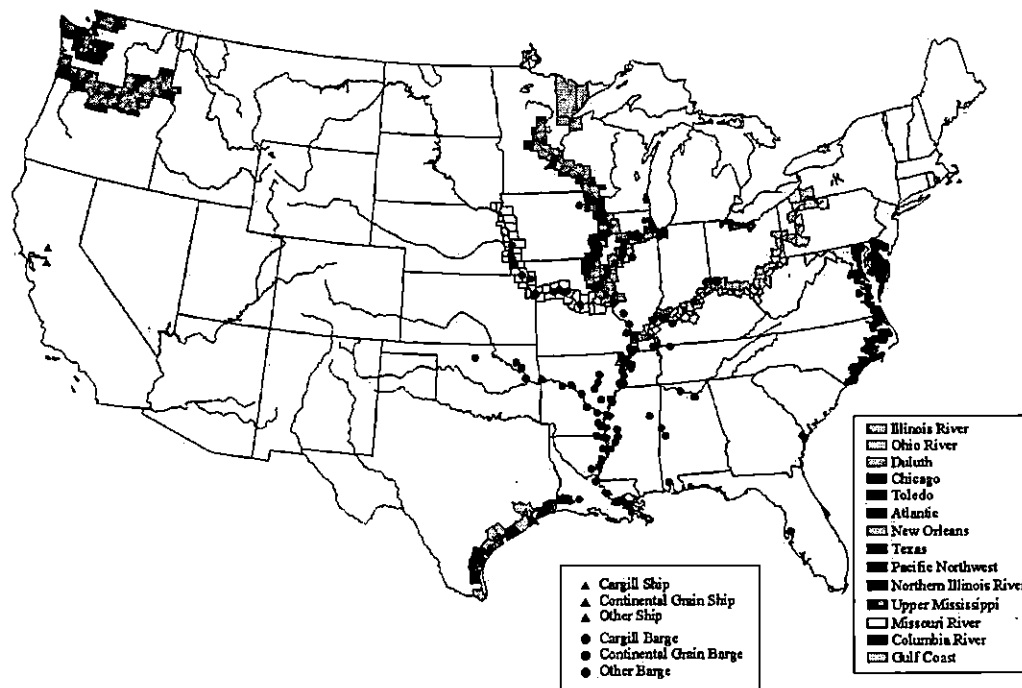 Illinois River
Ohio River
Duluth
Chicago
Toledo
Atlantic
New Orleans
Texas
Pacific Northwest
Northern Illinois River
Upper Mississippi
Missouri River
Columbia River
Gulf Coast
Cargill Ship
Continental Grain Ship
Other Ship
Cargill Barge
Continental Grain Barge
Other Barge